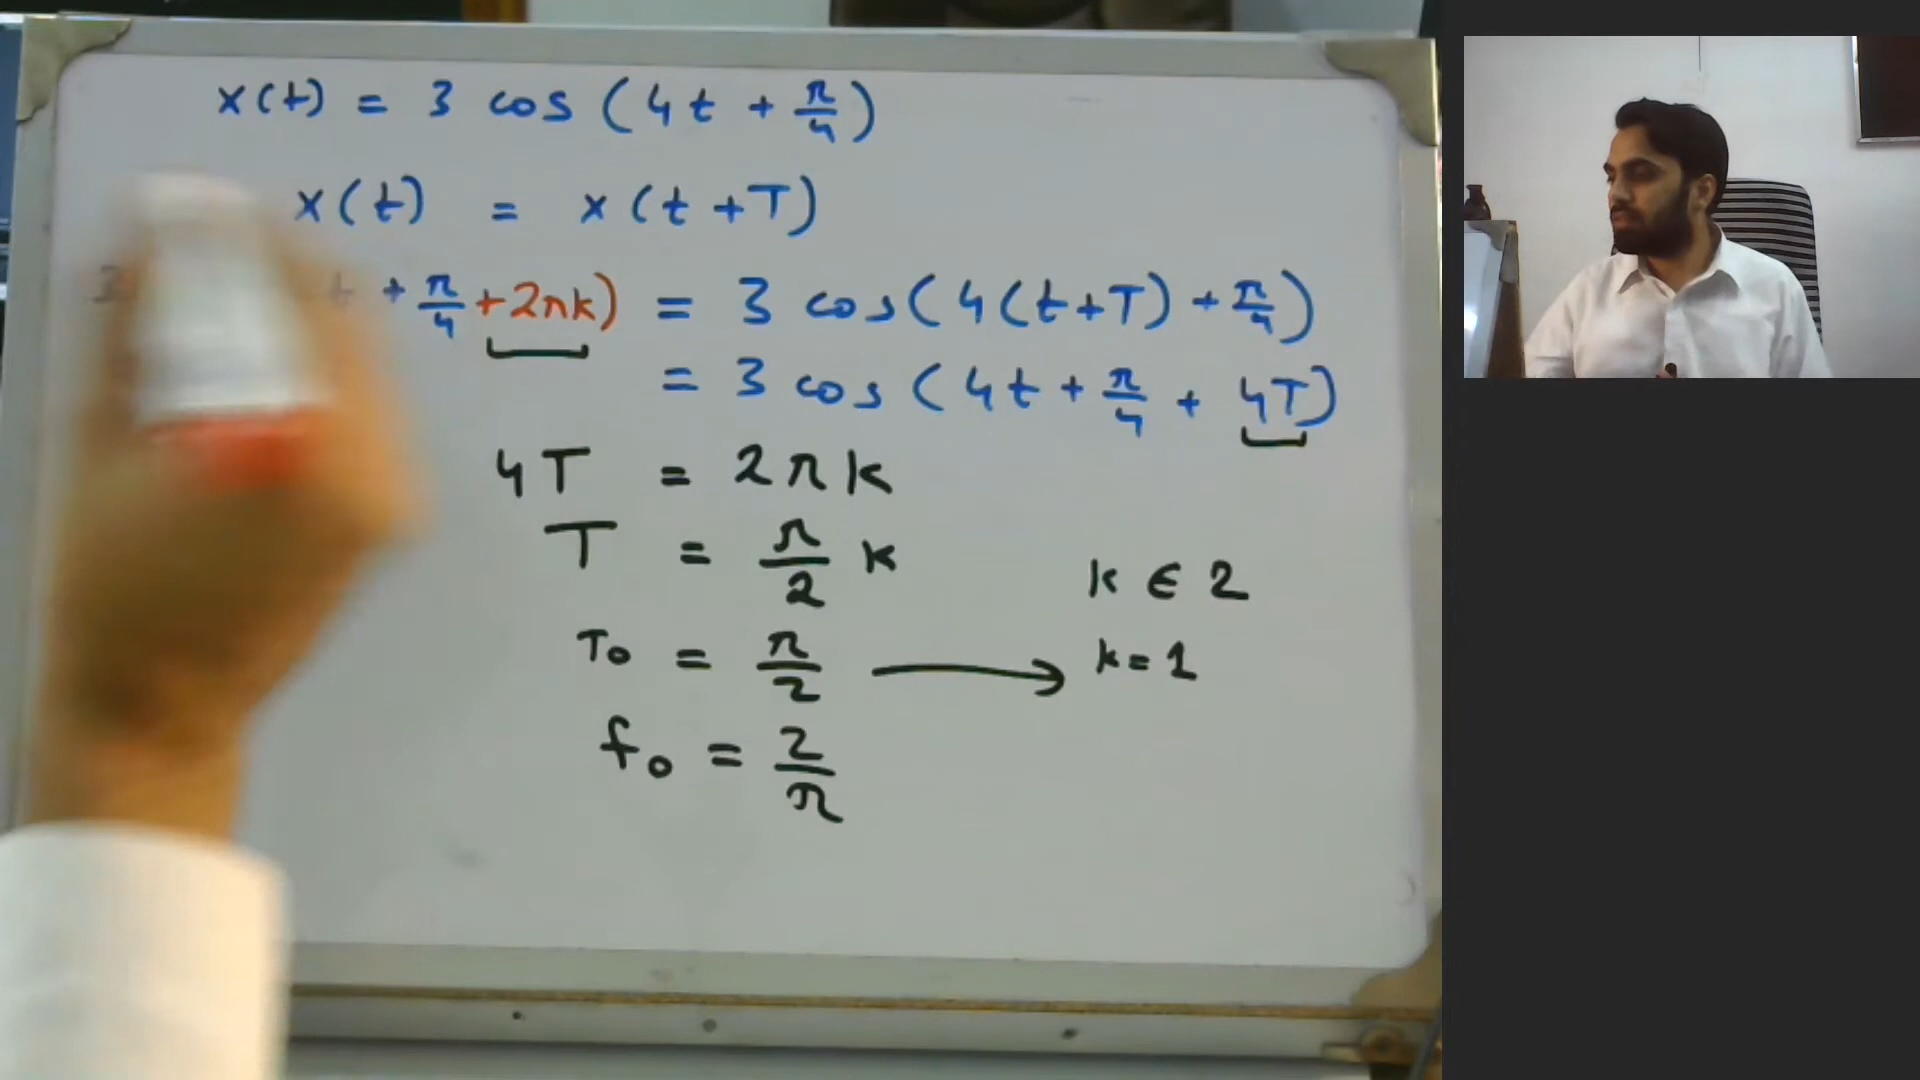 x(t) = 3 cos (4t + π/4)
x(t) = x(t+T)
t + π/4 +2πk) = 3 cos(4(t+T) + π/4)
= 3 cos(4t + π/4 + 4T)
4T = 2πk
T = π/2 k
k ∈ 2
T0 = π/2 → k=1
f0 = 2/π